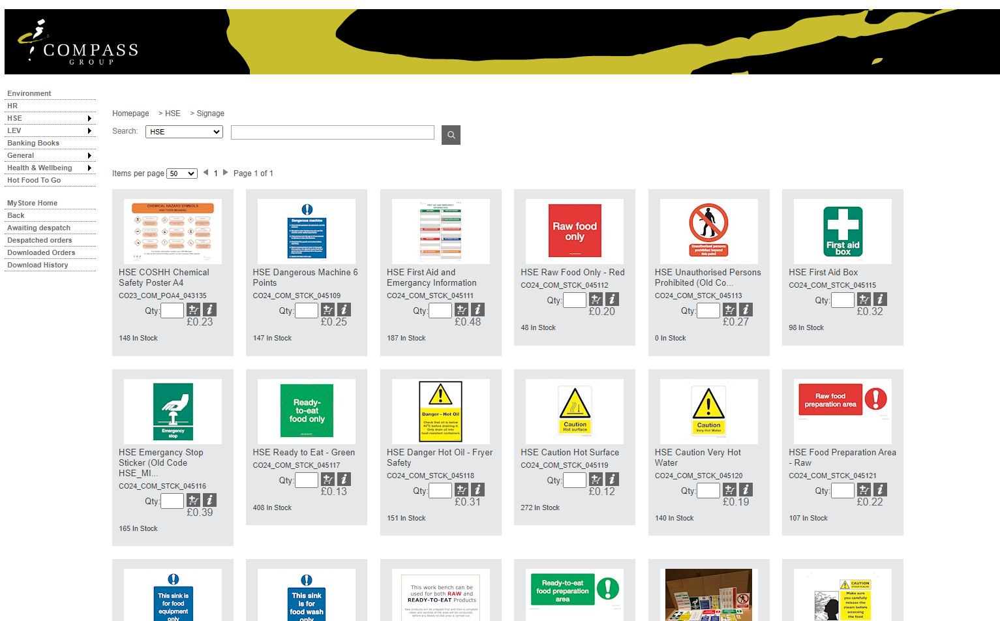 COMPASS
GROUP
Environment
HR
HSE
LEV
Banking Books
General
Health & Wellbeing
Hot Food To Go
MyStore Home
Back
Awaiting despatch
Despatched orders
Downloaded Orders
Download History
Homepage > HSE > Signage
Search: HSE
Items per page 50 1 Page 1 of 1
CHEMICAL HAZARD SYMBOLS
AND THEIR MEANING
HSE COSHH Chemical
Safety Poster A4
CO23_COM_POA4_043135
Qty:
£0.23
148 In Stock
Dangerous machine
HSE Dangerous Machine 6
Points
CO24_COM_STCK_045109
Qty:
£0.25
147 In Stock
FIRST AID AND EMERGENCY
INFORMATION
HSE First Aid and
Emergancy Information
CO24_COM_STCK_045111
Qty:
£0.48
187 In Stock
Raw food
only
HSE Raw Food Only - Red
CO24_COM_STCK_045112
Qty:
£0.20
48 In Stock
Unauthorised persons
prohibited beyond
this point
HSE Unauthorised Persons
Prohibited (Old Co...
CO24_COM_STCK_045113
Qty:
£0.27
0 In Stock
First aid
box
HSE First Aid Box
CO24_COM_STCK_045115
Qty:
£0.32
98 In Stock
Emergency
stop
HSE Emergancy Stop
Sticker (Old Code
HSE_MI...
CO24_COM_STCK_045116
Qty:
£0.39
165 In Stock
Ready-
to-eat
food only
HSE Ready to Eat - Green
CO24_COM_STCK_045117
Qty:
£0.13
408 In Stock
Danger – Hot Oil
Check that oil is below
40°C before draining it.
Only drain oil into
heat-resistant containers
HSE Danger Hot Oil - Fryer
Safety
CO24_COM_STCK_045118
Qty:
£0.31
151 In Stock
Caution
Hot surface
HSE Caution Hot Surface
CO24_COM_STCK_045119
Qty:
£0.12
272 In Stock
Caution
Very Hot Water
HSE Caution Very Hot
Water
CO24_COM_STCK_045120
Qty:
£0.19
140 In Stock
Raw food
preparation area
HSE Food Preparation Area
- Raw
CO24_COM_STCK_045121
Qty:
£0.22
107 In Stock
This sink is
for food
equipment
only
This sink
is for
food wash
only
This work bench can be
used for both RAW and
READY-TO-EAT Products
Ready-to-eat
food preparation
area
CAUTION
Make sure
you carefully
release the
steam before
accessing
the food